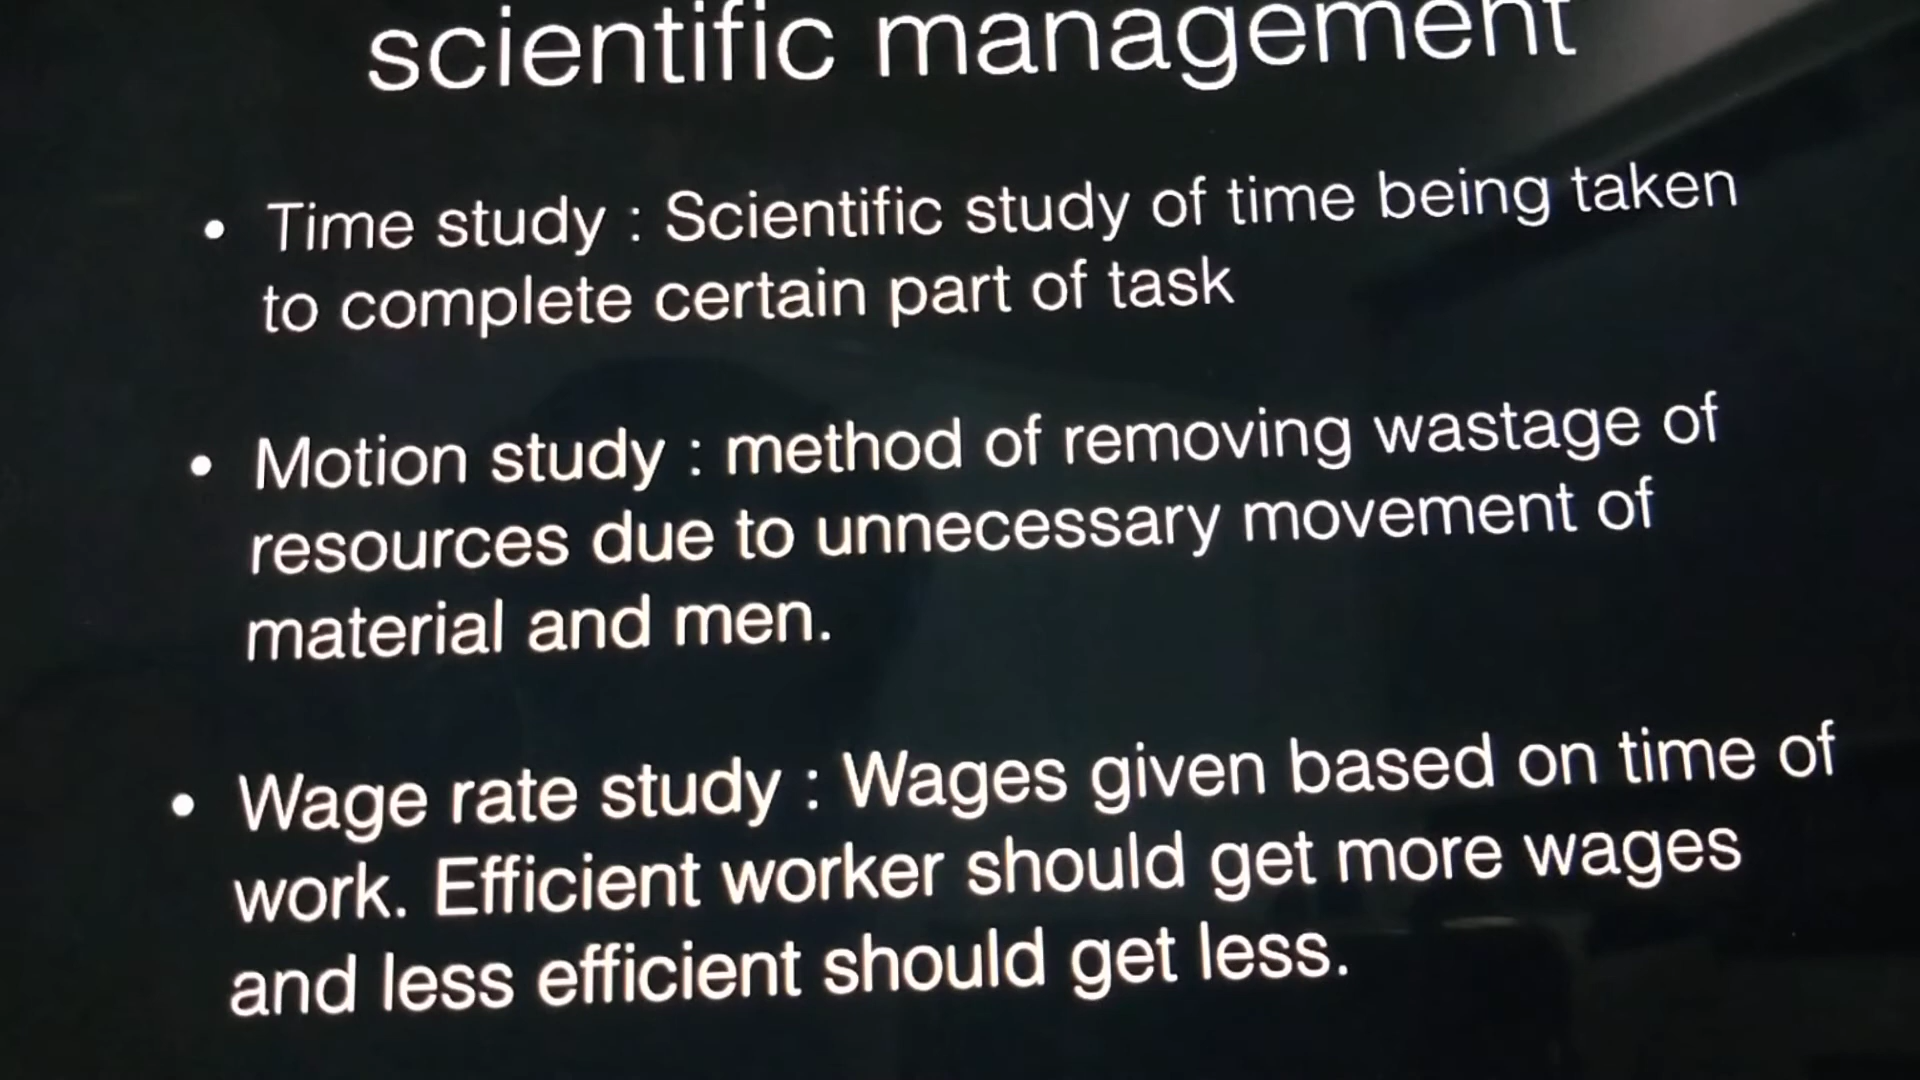 scientific management
• Time study : Scientific study of time being taken
to complete certain part of task
• Motion study : method of removing wastage of
resources due to unnecessary movement of
material and men.
• Wage rate study : Wages given based on time of
work. Efficient worker should get more wages
and less efficient should get less.